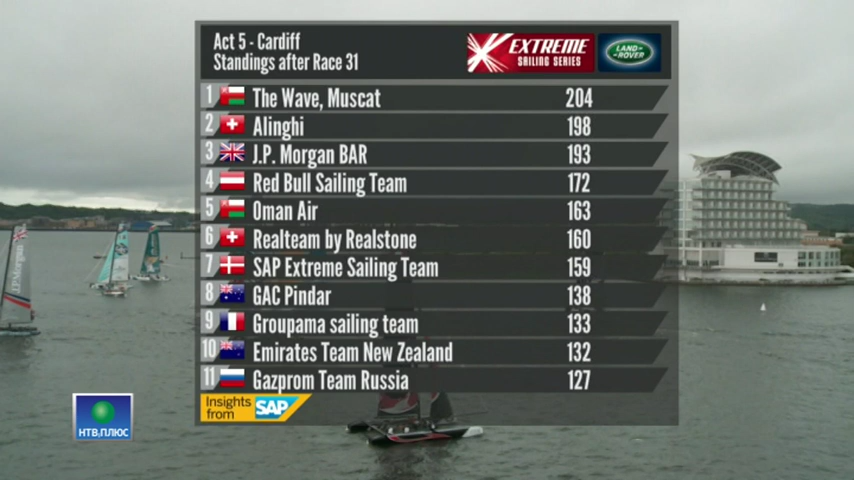 Act 5 - Cardiff
Standings after Race 31
EXTREME
SAILING SERIES
LAND-
ROVER
1 The Wave, Muscat 204
2 Alinghi 198
3 J.P. Morgan BAR 193
4 Red Bull Sailing Team 172
5 Oman Air 163
6 Realteam by Realstone 160
7 SAP Extreme Sailing Team 159
8 GAC Pindar 138
9 Groupama sailing team 133
10 Emirates Team New Zealand 132
11 Gazprom Team Russia 127
Insights
from SAP
НТВ,ПЛЮС
J.P.Morgan